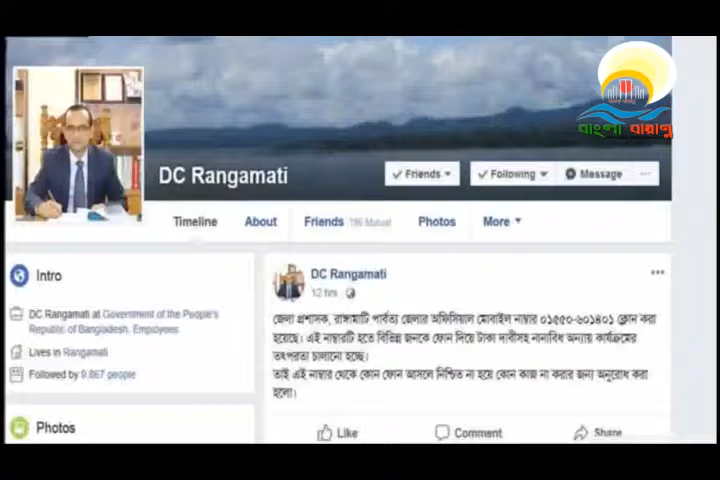 বাংলা বায়ান্ন
DC Rangamati
Friends
Following
Message
Timeline
About
Friends 196 Mutual
Photos
More
Intro
DC Rangamati at Government of the People's
Republic of Bangladesh, Employees
Lives in Rangamati
Followed by 9,867 people
Photos
DC Rangamati
12 hrs
জেলা প্রশাসক, রাঙ্গামাটি পার্বত্য জেলার অফিসিয়াল মোবাইল নাম্বার ০১৫৫০-৬০১৪০১ ক্লোন করা
হয়েছে। এই নাম্বারটি হতে বিভিন্ন জনকে ফোন দিয়ে টাকা দাবীসহ নানাবিধ অন্যায় কার্যক্রমের
তৎপরতা চালানো হচ্ছে।
তাই এই নাম্বার থেকে কোন ফোন আসলে নিশ্চিত না হয়ে কোন কাজ না করার জন্য অনুরোধ করা
হলো।
Like
Comment
Share